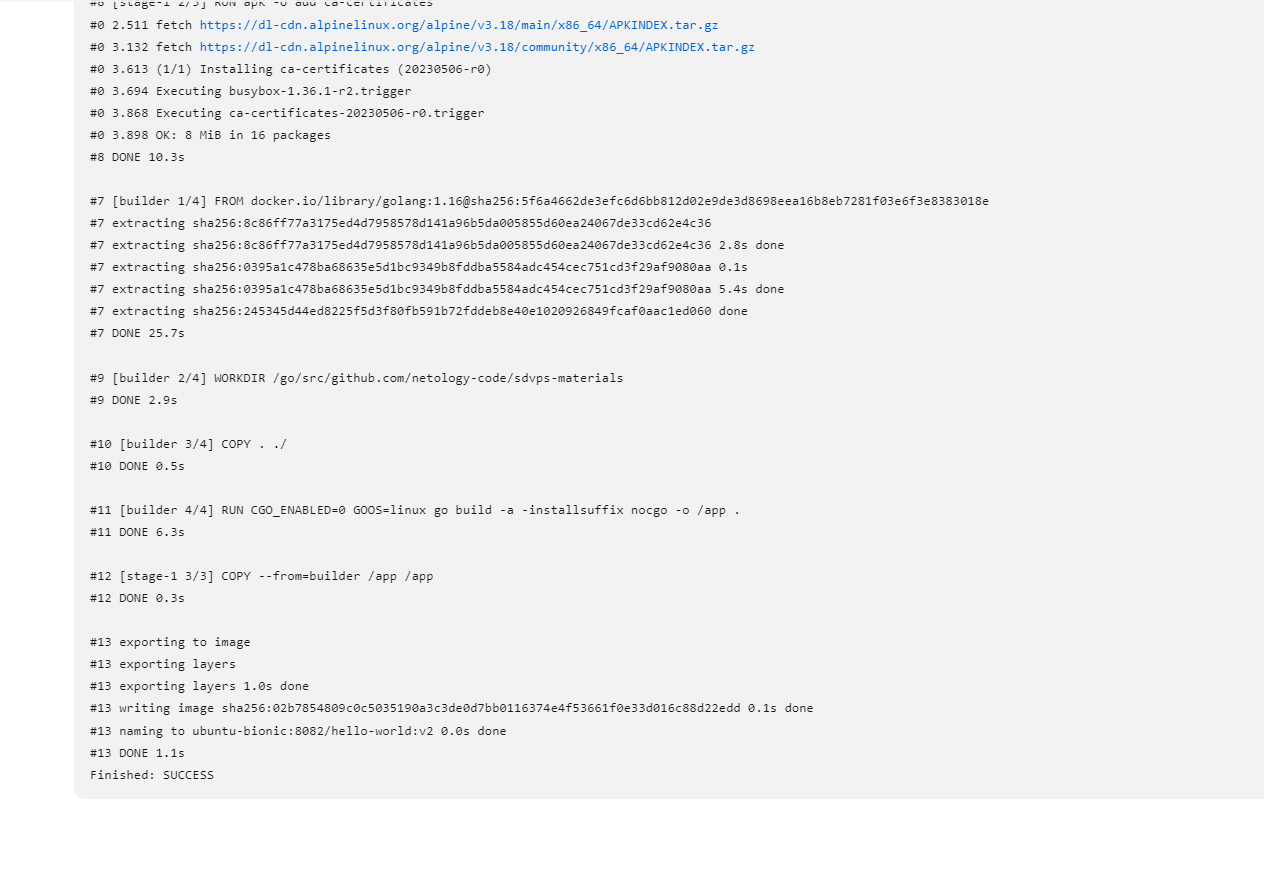 #8 [stage-1 2/3] RUN apk -U add ca-certificates
#0 2.511 fetch https://dl-cdn.alpinelinux.org/alpine/v3.18/main/x86_64/APKINDEX.tar.gz
#0 3.132 fetch https://dl-cdn.alpinelinux.org/alpine/v3.18/community/x86_64/APKINDEX.tar.gz
#0 3.613 (1/1) Installing ca-certificates (20230506-r0)
#0 3.694 Executing busybox-1.36.1-r2.trigger
#0 3.868 Executing ca-certificates-20230506-r0.trigger
#0 3.898 OK: 8 MiB in 16 packages
#8 DONE 10.3s
#7 [builder 1/4] FROM docker.io/library/golang:1.16@sha256:5f6a4662de3efc6d6bb812d02e9de3d8698eea16b8eb7281f03e6f3e8383018e
#7 extracting sha256:8c86ff77a3175ed4d7958578d141a96b5da005855d60ea24067de33cd62e4c36
#7 extracting sha256:8c86ff77a3175ed4d7958578d141a96b5da005855d60ea24067de33cd62e4c36 2.8s done
#7 extracting sha256:0395a1c478ba68635e5d1bc9349b8fddba5584adc454cec751cd3f29af9080aa 0.1s
#7 extracting sha256:0395a1c478ba68635e5d1bc9349b8fddba5584adc454cec751cd3f29af9080aa 5.4s done
#7 extracting sha256:245345d44ed8225f5d3f80fb591b72fddeb8e40e1020926849fcaf0aac1ed060 done
#7 DONE 25.7s
#9 [builder 2/4] WORKDIR /go/src/github.com/netology-code/sdvps-materials
#9 DONE 2.9s
#10 [builder 3/4] COPY . ./
#10 DONE 0.5s
#11 [builder 4/4] RUN CGO_ENABLED=0 GOOS=linux go build -a -installsuffix nocgo -o /app .
#11 DONE 6.3s
#12 [stage-1 3/3] COPY --from=builder /app /app
#12 DONE 0.3s
#13 exporting to image
#13 exporting layers
#13 exporting layers 1.0s done
#13 writing image sha256:02b7854809c0c5035190a3c3de0d7bb0116374e4f53661f0e33d016c88d22edd 0.1s done
#13 naming to ubuntu-bionic:8082/hello-world:v2 0.0s done
#13 DONE 1.1s
Finished: SUCCESS